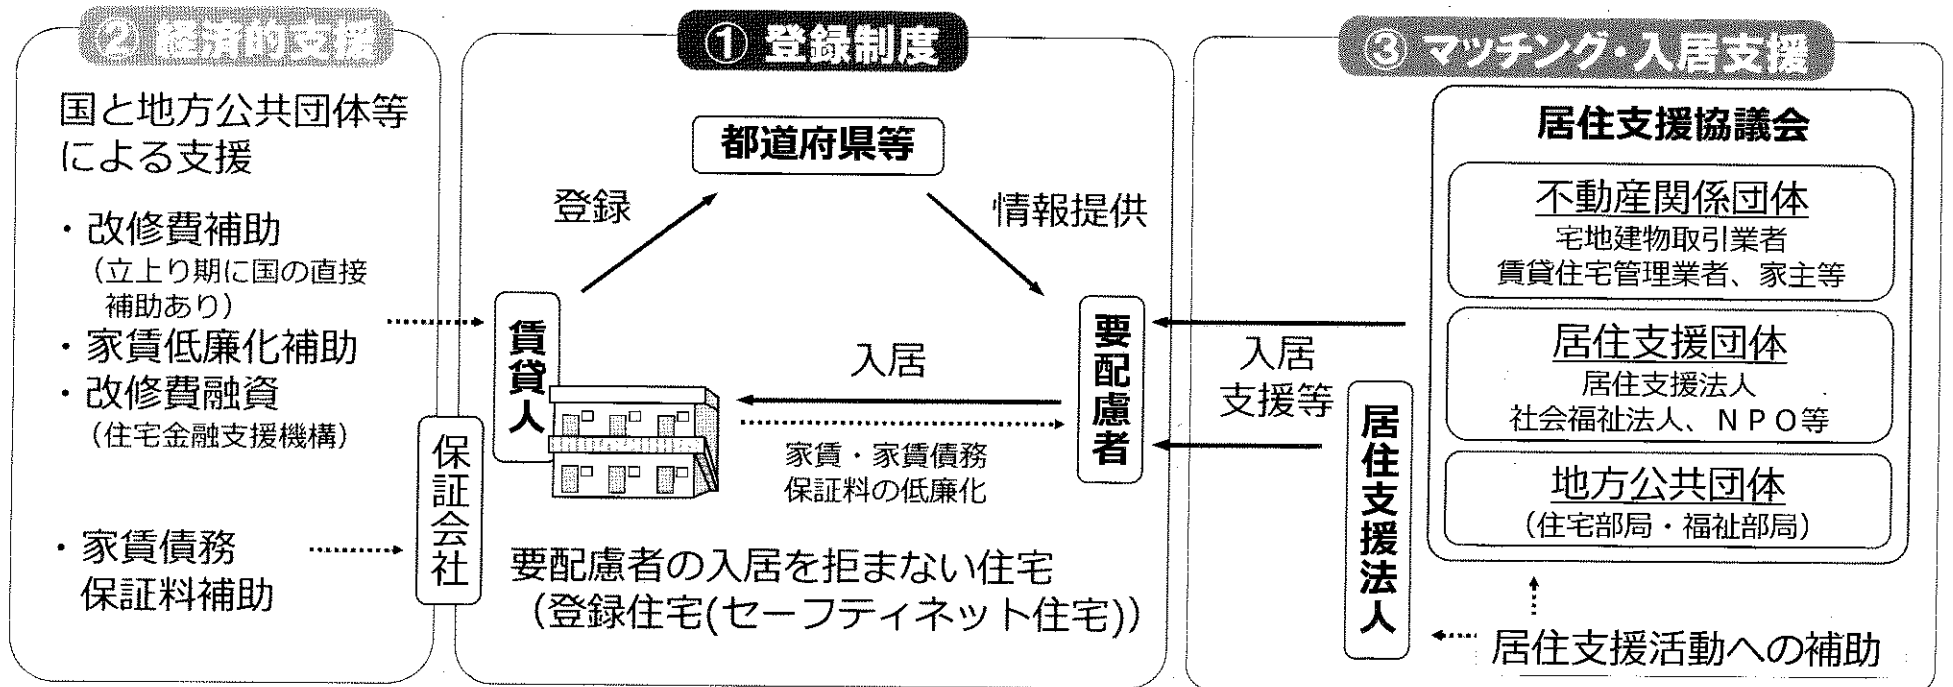 ② 経済的支援
国と地方公共団体等
による支援
・改修費補助
（立上り期に国の直接
補助あり）
・家賃低廉化補助
・改修費融資
（住宅金融支援機構）
・家賃債務
保証料補助
保証会社
① 登録制度
都道府県等
登録
情報提供
賃貸人
要配慮者
入居
家賃・家賃債務
保証料の低廉化
要配慮者の入居を拒まない住宅
（登録住宅(セーフティネット住宅)）
③ マッチング・入居支援
居住支援協議会
不動産関係団体
宅地建物取引業者
賃貸住宅管理業者、家主等
居住支援団体
居住支援法人
社会福祉法人、ＮＰＯ等
地方公共団体
（住宅部局・福祉部局）
入居
支援等
居住支援法人
居住支援活動への補助